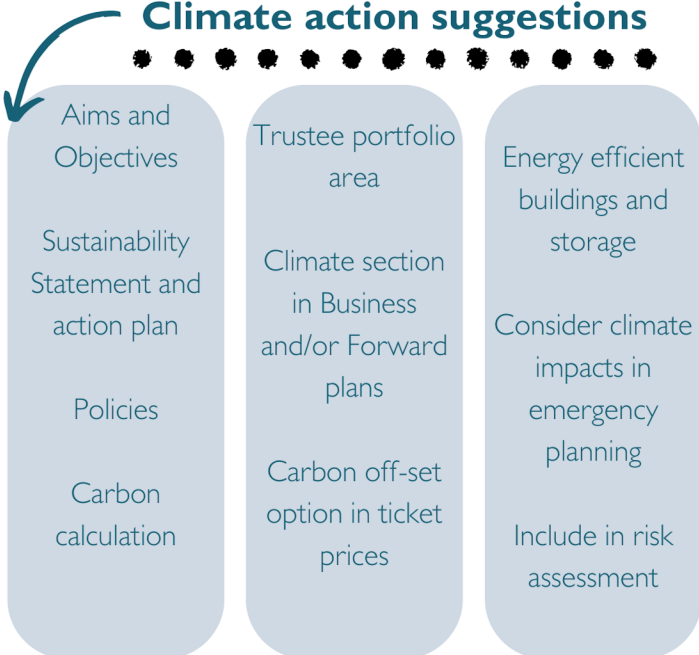 Climate action suggestions
Aims and
Objectives
Sustainability
Statement and
action plan
Policies
Carbon
calculation
Trustee portfolio
area
Climate section
in Business
and/or Forward
plans
Carbon off-set
option in ticket
prices
Energy efficient
buildings and
storage
Consider climate
impacts in
emergency
planning
Include in risk
assessment